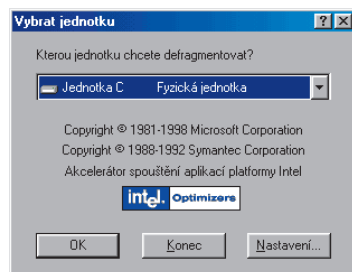 Vybrat jednotku
Kterou jednotku chcete defragmentovat?
Jednotka C Fyzická jednotka
Copyright © 1981-1998 Microsoft Corporation
Copyright © 1988-1992 Symantec Corporation
Akcelerátor spouštění aplikací platformy Intel
intel. Optimizers
OK Konec Nastavení...